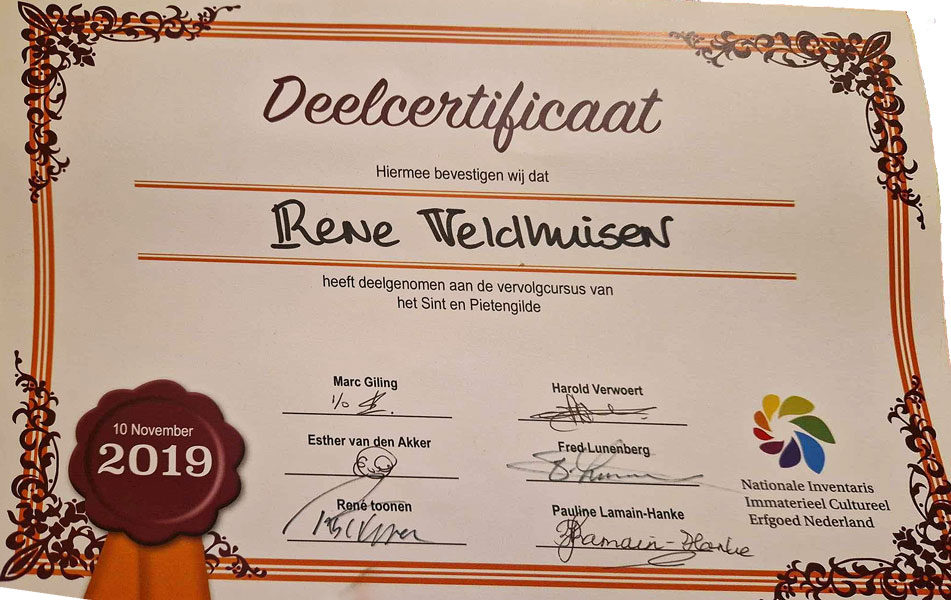 Deelcertificaat
Hiermee bevestigen wij dat
Rene Veldhuisen
heeft deelgenomen aan de vervolgcursus van
het Sint en Pietengilde
Marc Giling
Harold Verwoert
I/o
Esther van den Akker
Fred Lunenberg
René toonen
Pauline Lamain-Hanke
Lamain-Hanke
10 November
2019
Nationale Inventaris
Immaterieel Cultureel
Erfgoed Nederland